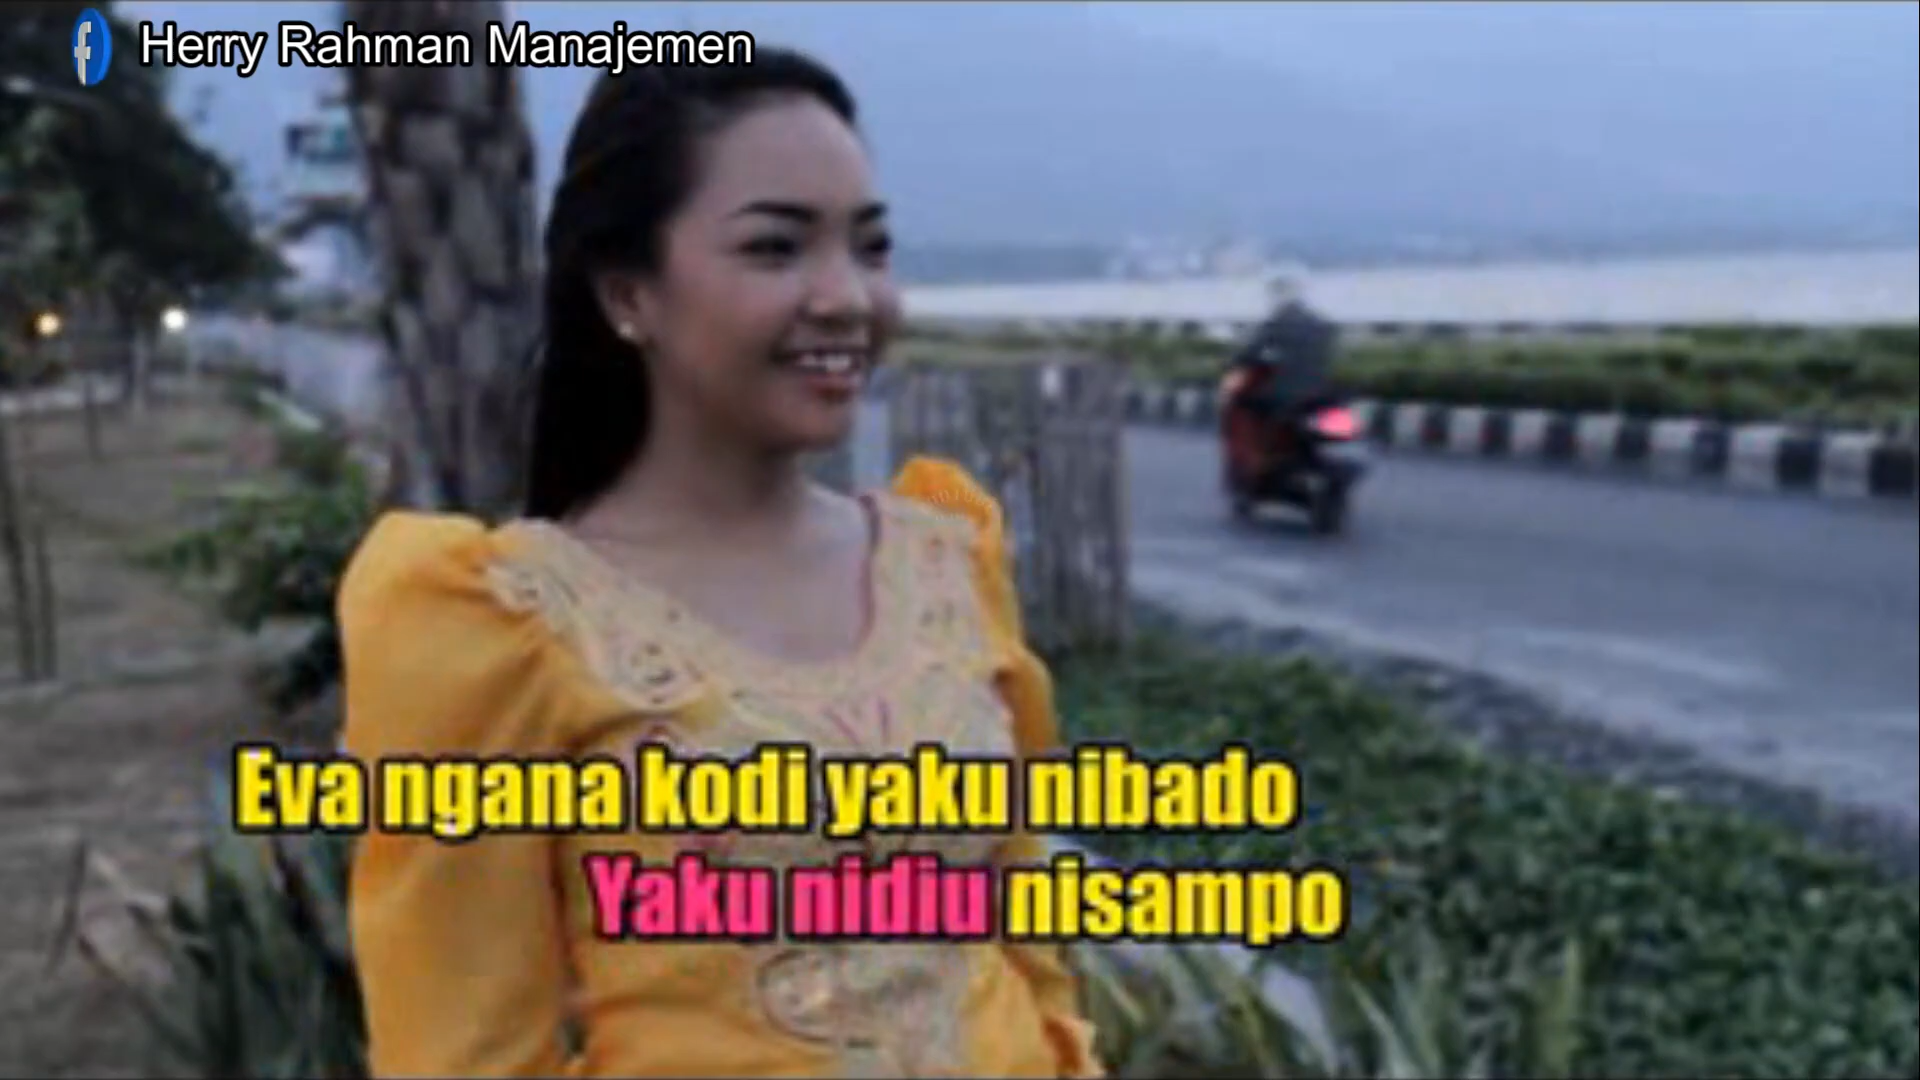 Herry Rahman Manajemen
Eva ngana kodi yaku nibado
Yaku nidiu nisampo